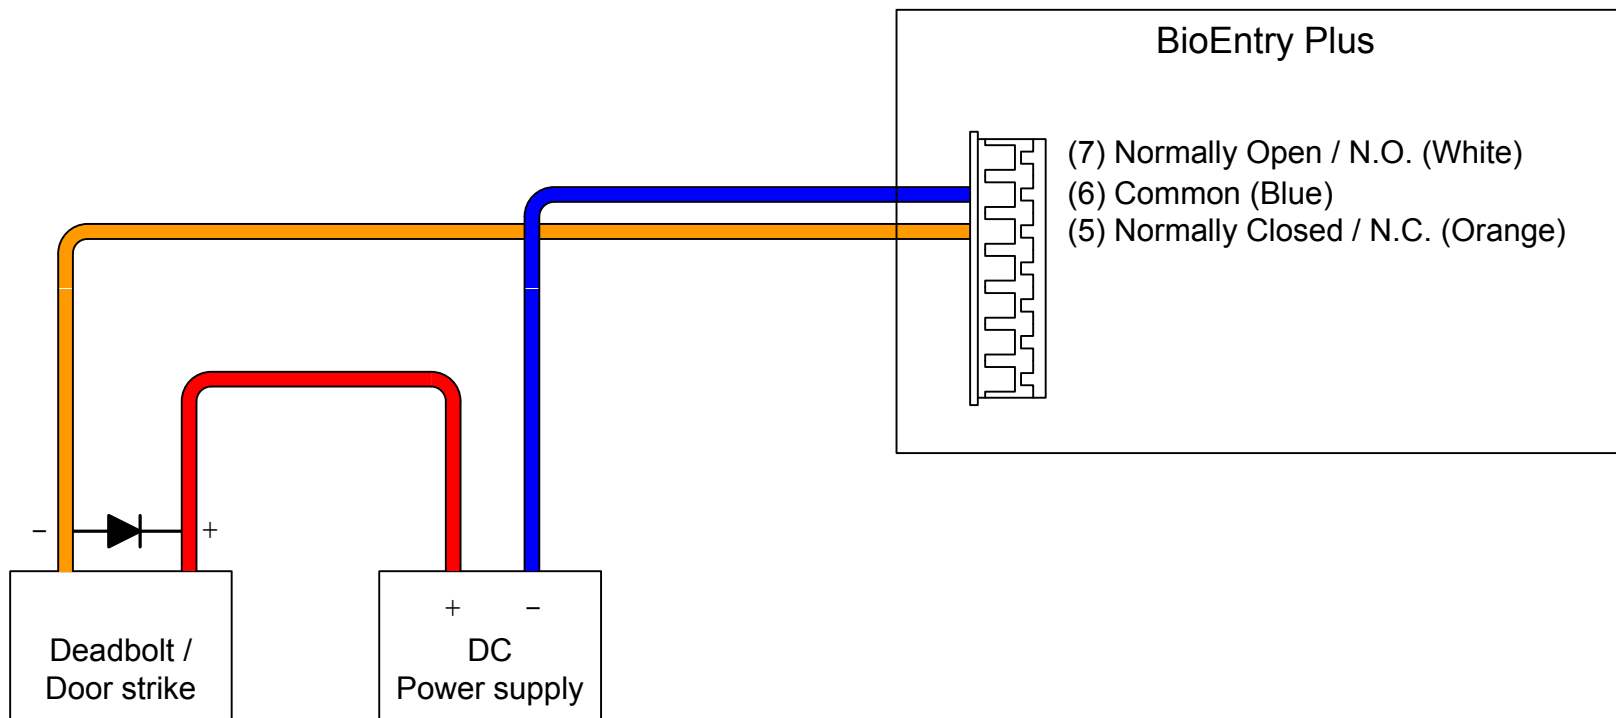 BioEntry Plus
(7) Normally Open / N.O. (White)
(6) Common (Blue)
(5) Normally Closed / N.C. (Orange)
− +
+ −
Deadbolt /
Door strike
DC
Power supply